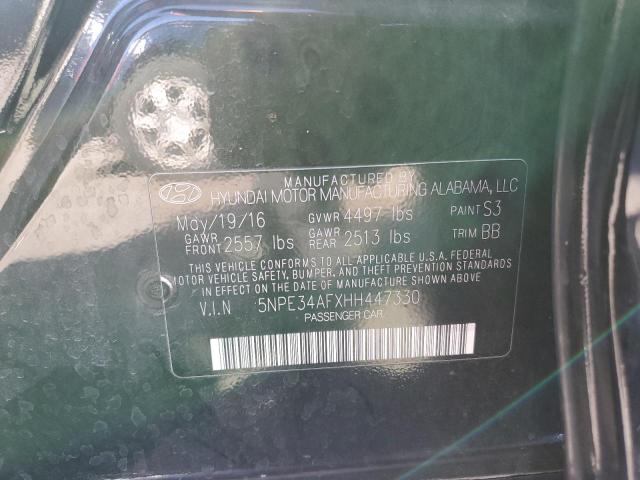 MANUFACTURED BY
HYUNDAI MOTOR MANUFACTURING ALABAMA, LLC
May/19/16 GVWR 4497 lbs PAINT S3
GAWR FRONT 2557 lbs GAWR REAR 2513 lbs TRIM BB
THIS VEHICLE CONFORMS TO ALL APPLICABLE U.S.A. FEDERAL
MOTOR VEHICLE SAFETY, BUMPER, AND THEFT PREVENTION STANDARDS
IN EFFECT ON THE DATE OF MANUFACTURE SHOWN ABOVE.
V.I.N 5NPE34AFXHH447330
PASSENGER CAR